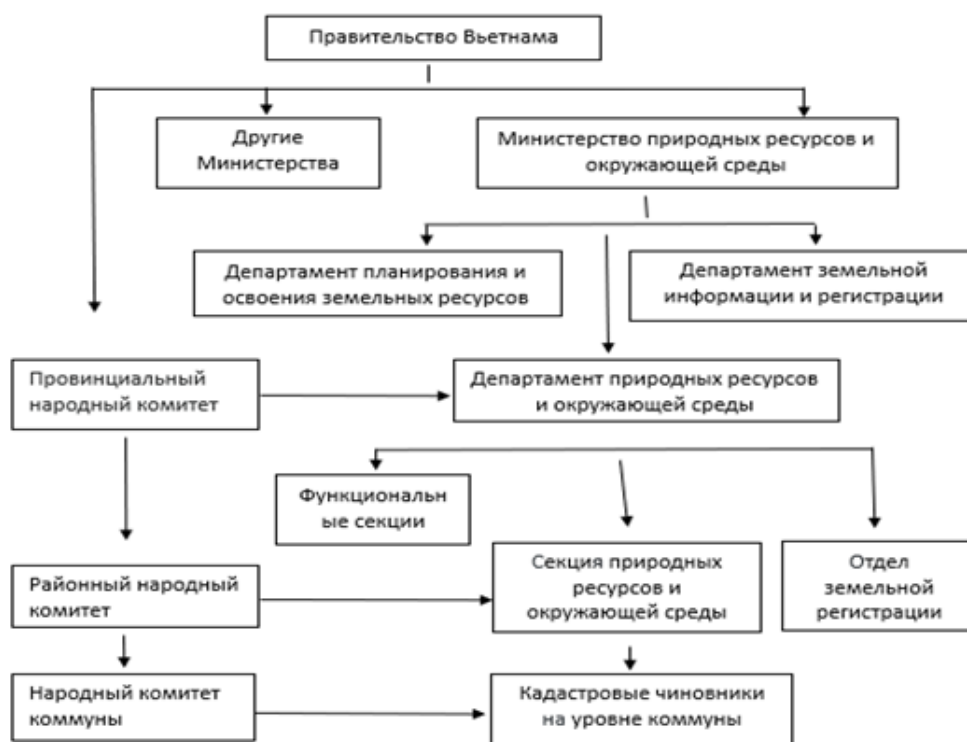 Правительство Вьетнама
Другие
Министерства
Министерство природных ресурсов и
окружающей среды
Департамент планирования и
освоения земельных ресурсов
Департамент земельной
информации и регистрации
Провинциальный
народный комитет
Департамент природных ресурсов
и окружающей среды
Функциональн
ые секции
Районный народный
комитет
Секция природных
ресурсов и
окружающей среды
Отдел
земельной
регистрации
Народный комитет
коммуны
Кадастровые чиновники
на уровне коммуны